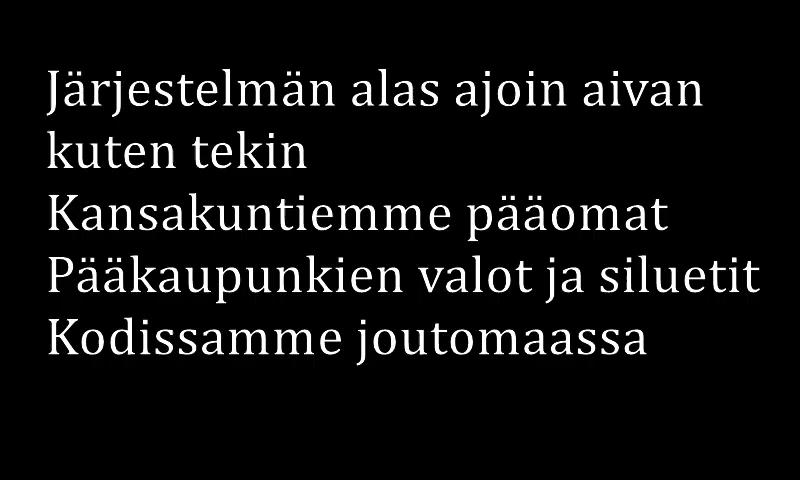 Järjestelmän alas ajoin aivan
kuten tekin
Kansakuntiemme pääomat
Pääkaupunkien valot ja siluetit
Kodissamme joutomaassa